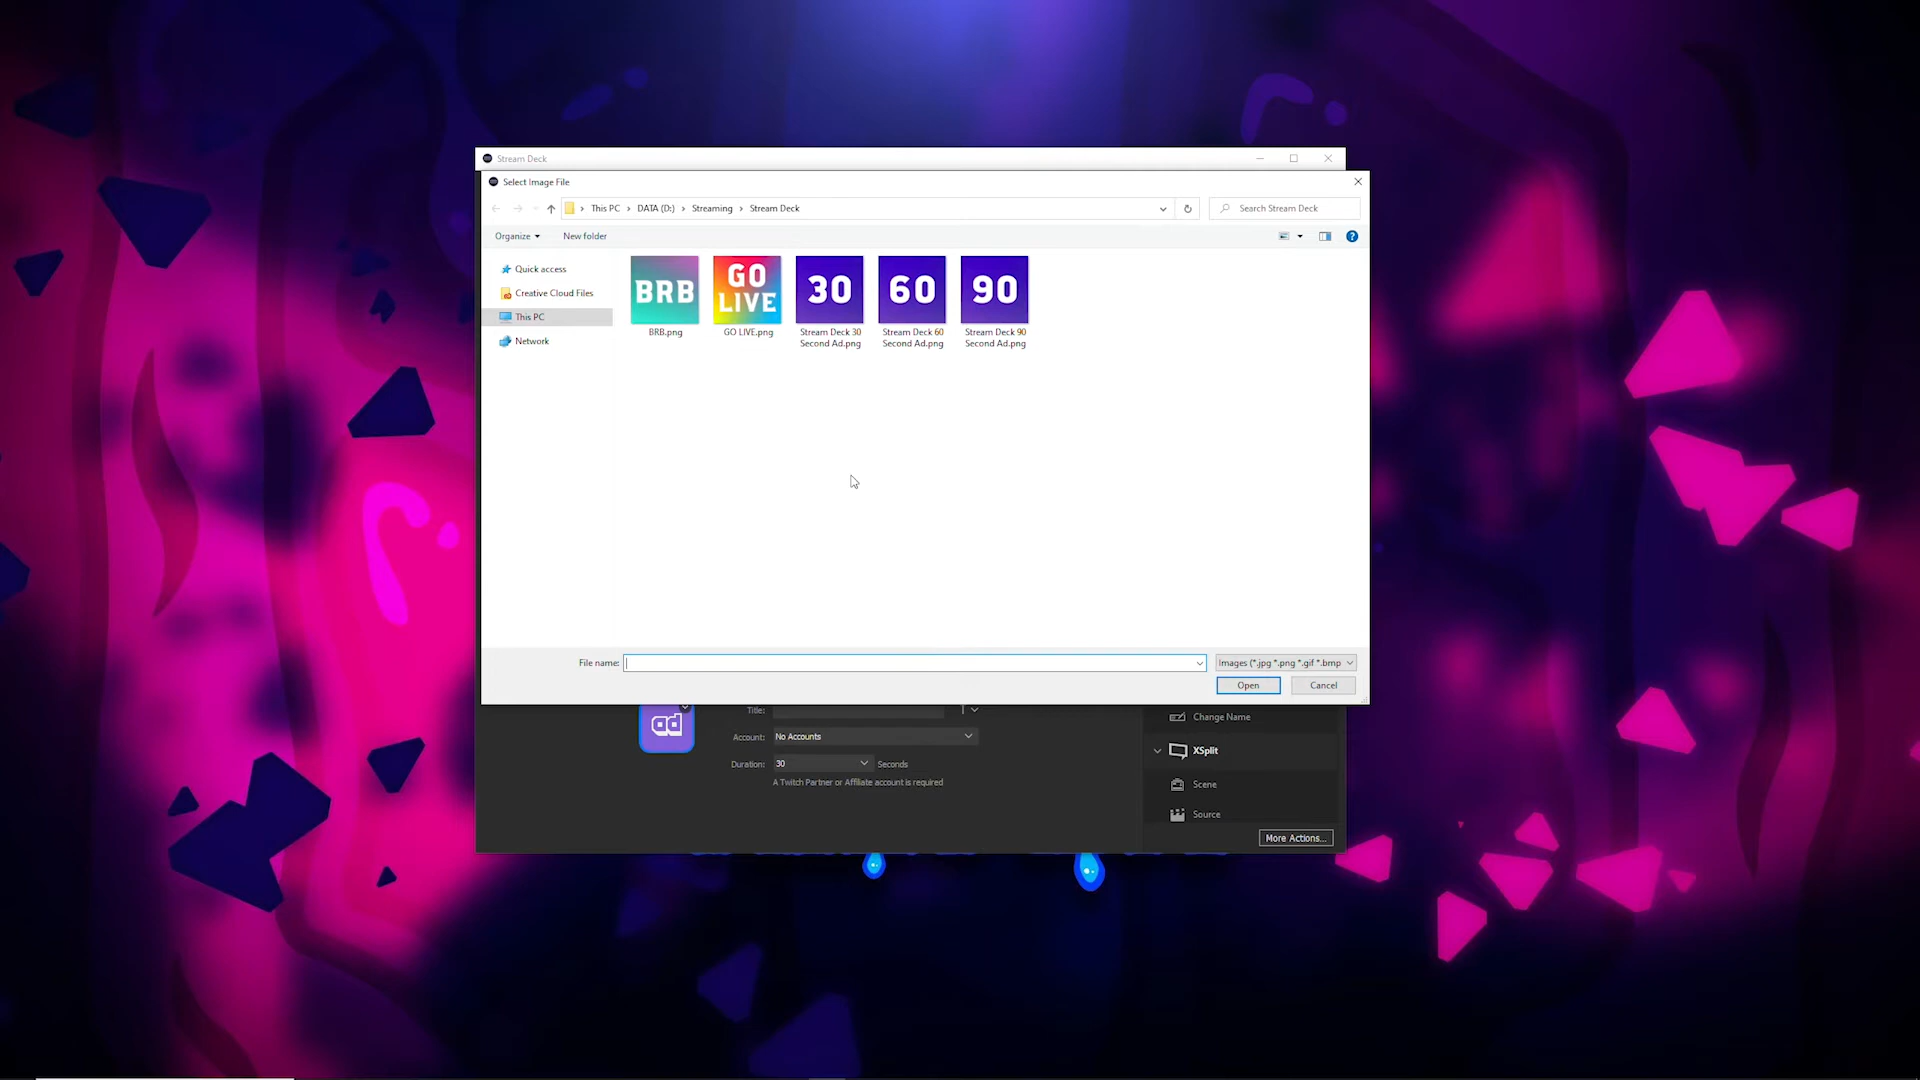 Stream Deck
Select Image File
This PC
DATA (D:)
Streaming
Stream Deck
Search Stream Deck
Organize
New folder
Quick access
Creative Cloud Files
This PC
Network
BRB
GO
LIVE
30
60
90
BRB.png
GO LIVE.png
Stream Deck 30
Second Ad.png
Stream Deck 60
Second Ad.png
Stream Deck 90
Second Ad.png
File name:
Images (*.jpg *.png *.gif *.bmp
Open
Cancel
ad
Title:
T
Account:
No Accounts
Duration:
30
Seconds
A Twitch Partner or Affiliate account is required
Change Name
XSplit
Scene
Source
More Actions...